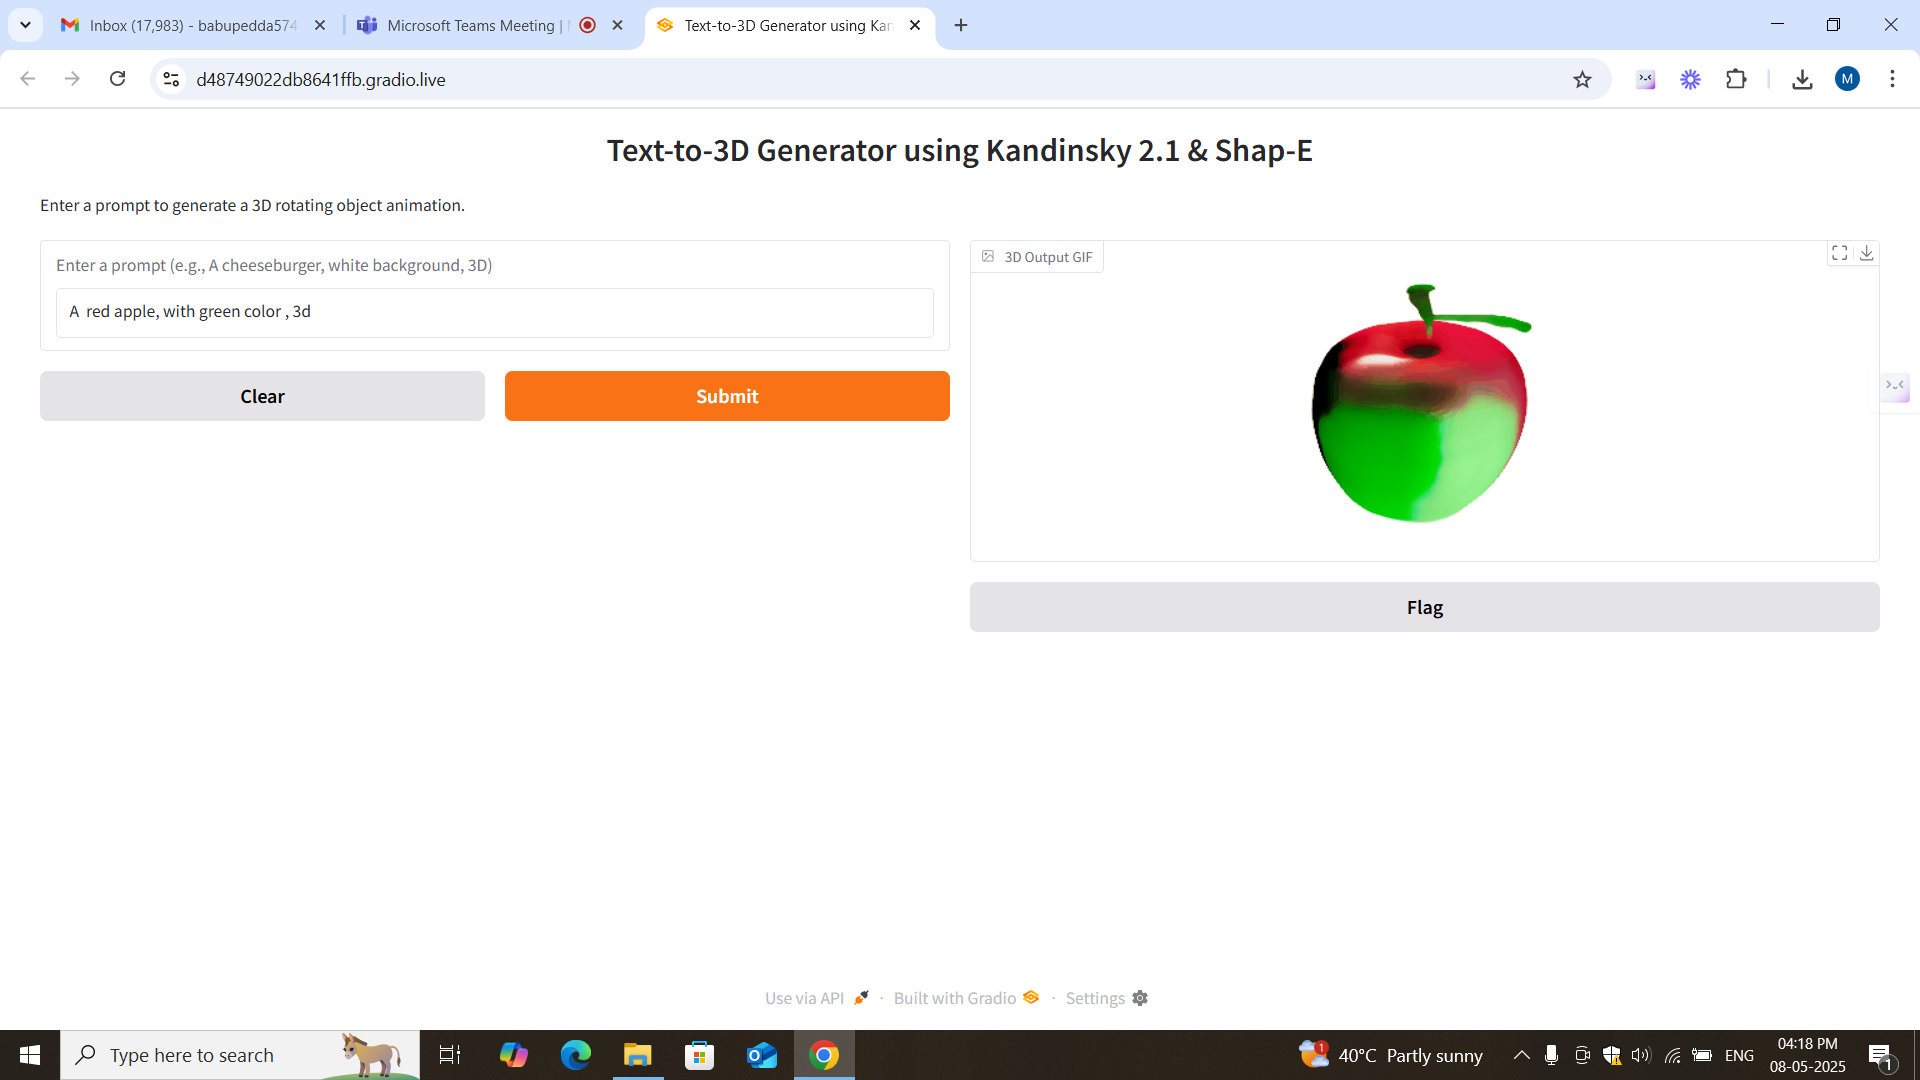 Inbox (17,983) - babupedda574
Microsoft Teams Meeting |
Text-to-3D Generator using Kan
d48749022db8641ffb.gradio.live
M
Text-to-3D Generator using Kandinsky 2.1 & Shap-E
Enter a prompt to generate a 3D rotating object animation.
Enter a prompt (e.g., A cheeseburger, white background, 3D)
A  red apple, with green color , 3d
Clear
Submit
3D Output GIF
Flag
Use via API · Built with Gradio · Settings
Type here to search
1
40°C Partly sunny
ENG
04:18 PM
08-05-2025
1